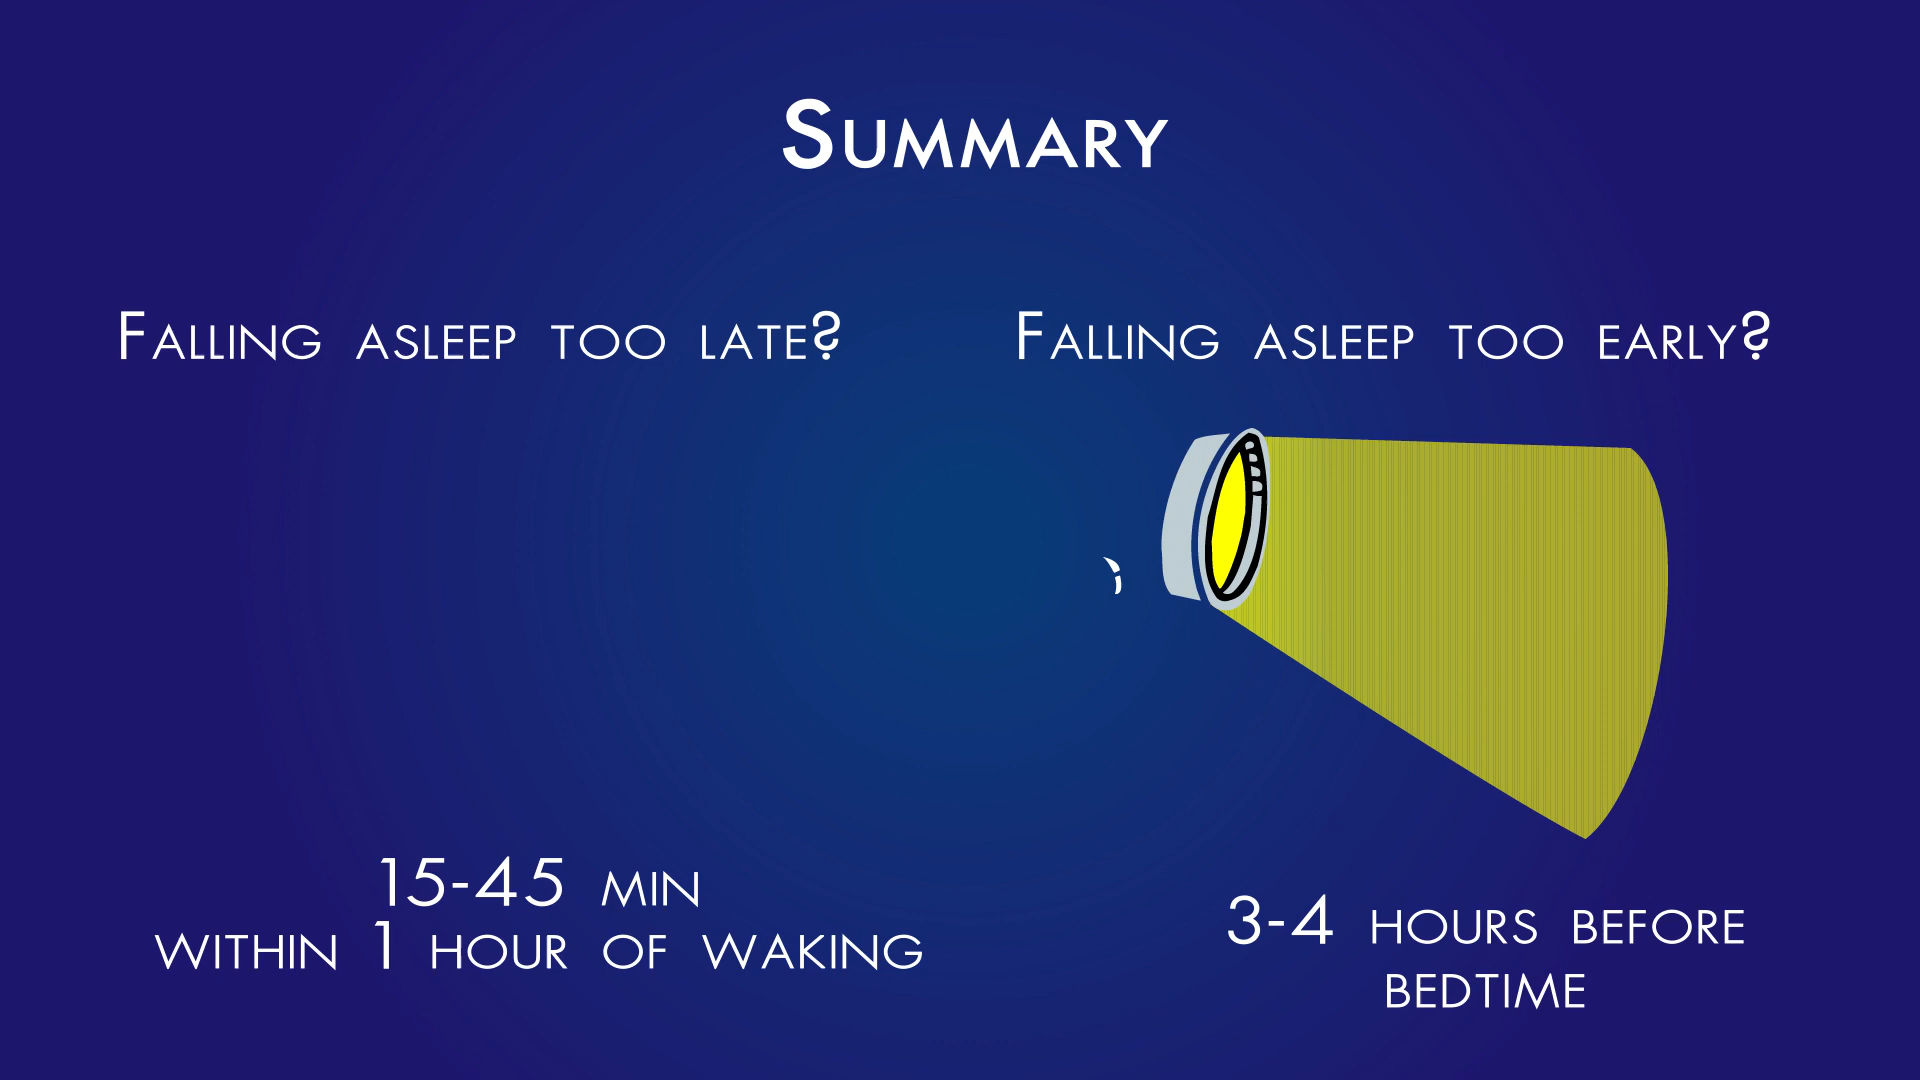 Summary
Falling asleep too late?
Falling asleep too early?
15-45 min
within 1 hour of waking
3-4 hours before
bedtime